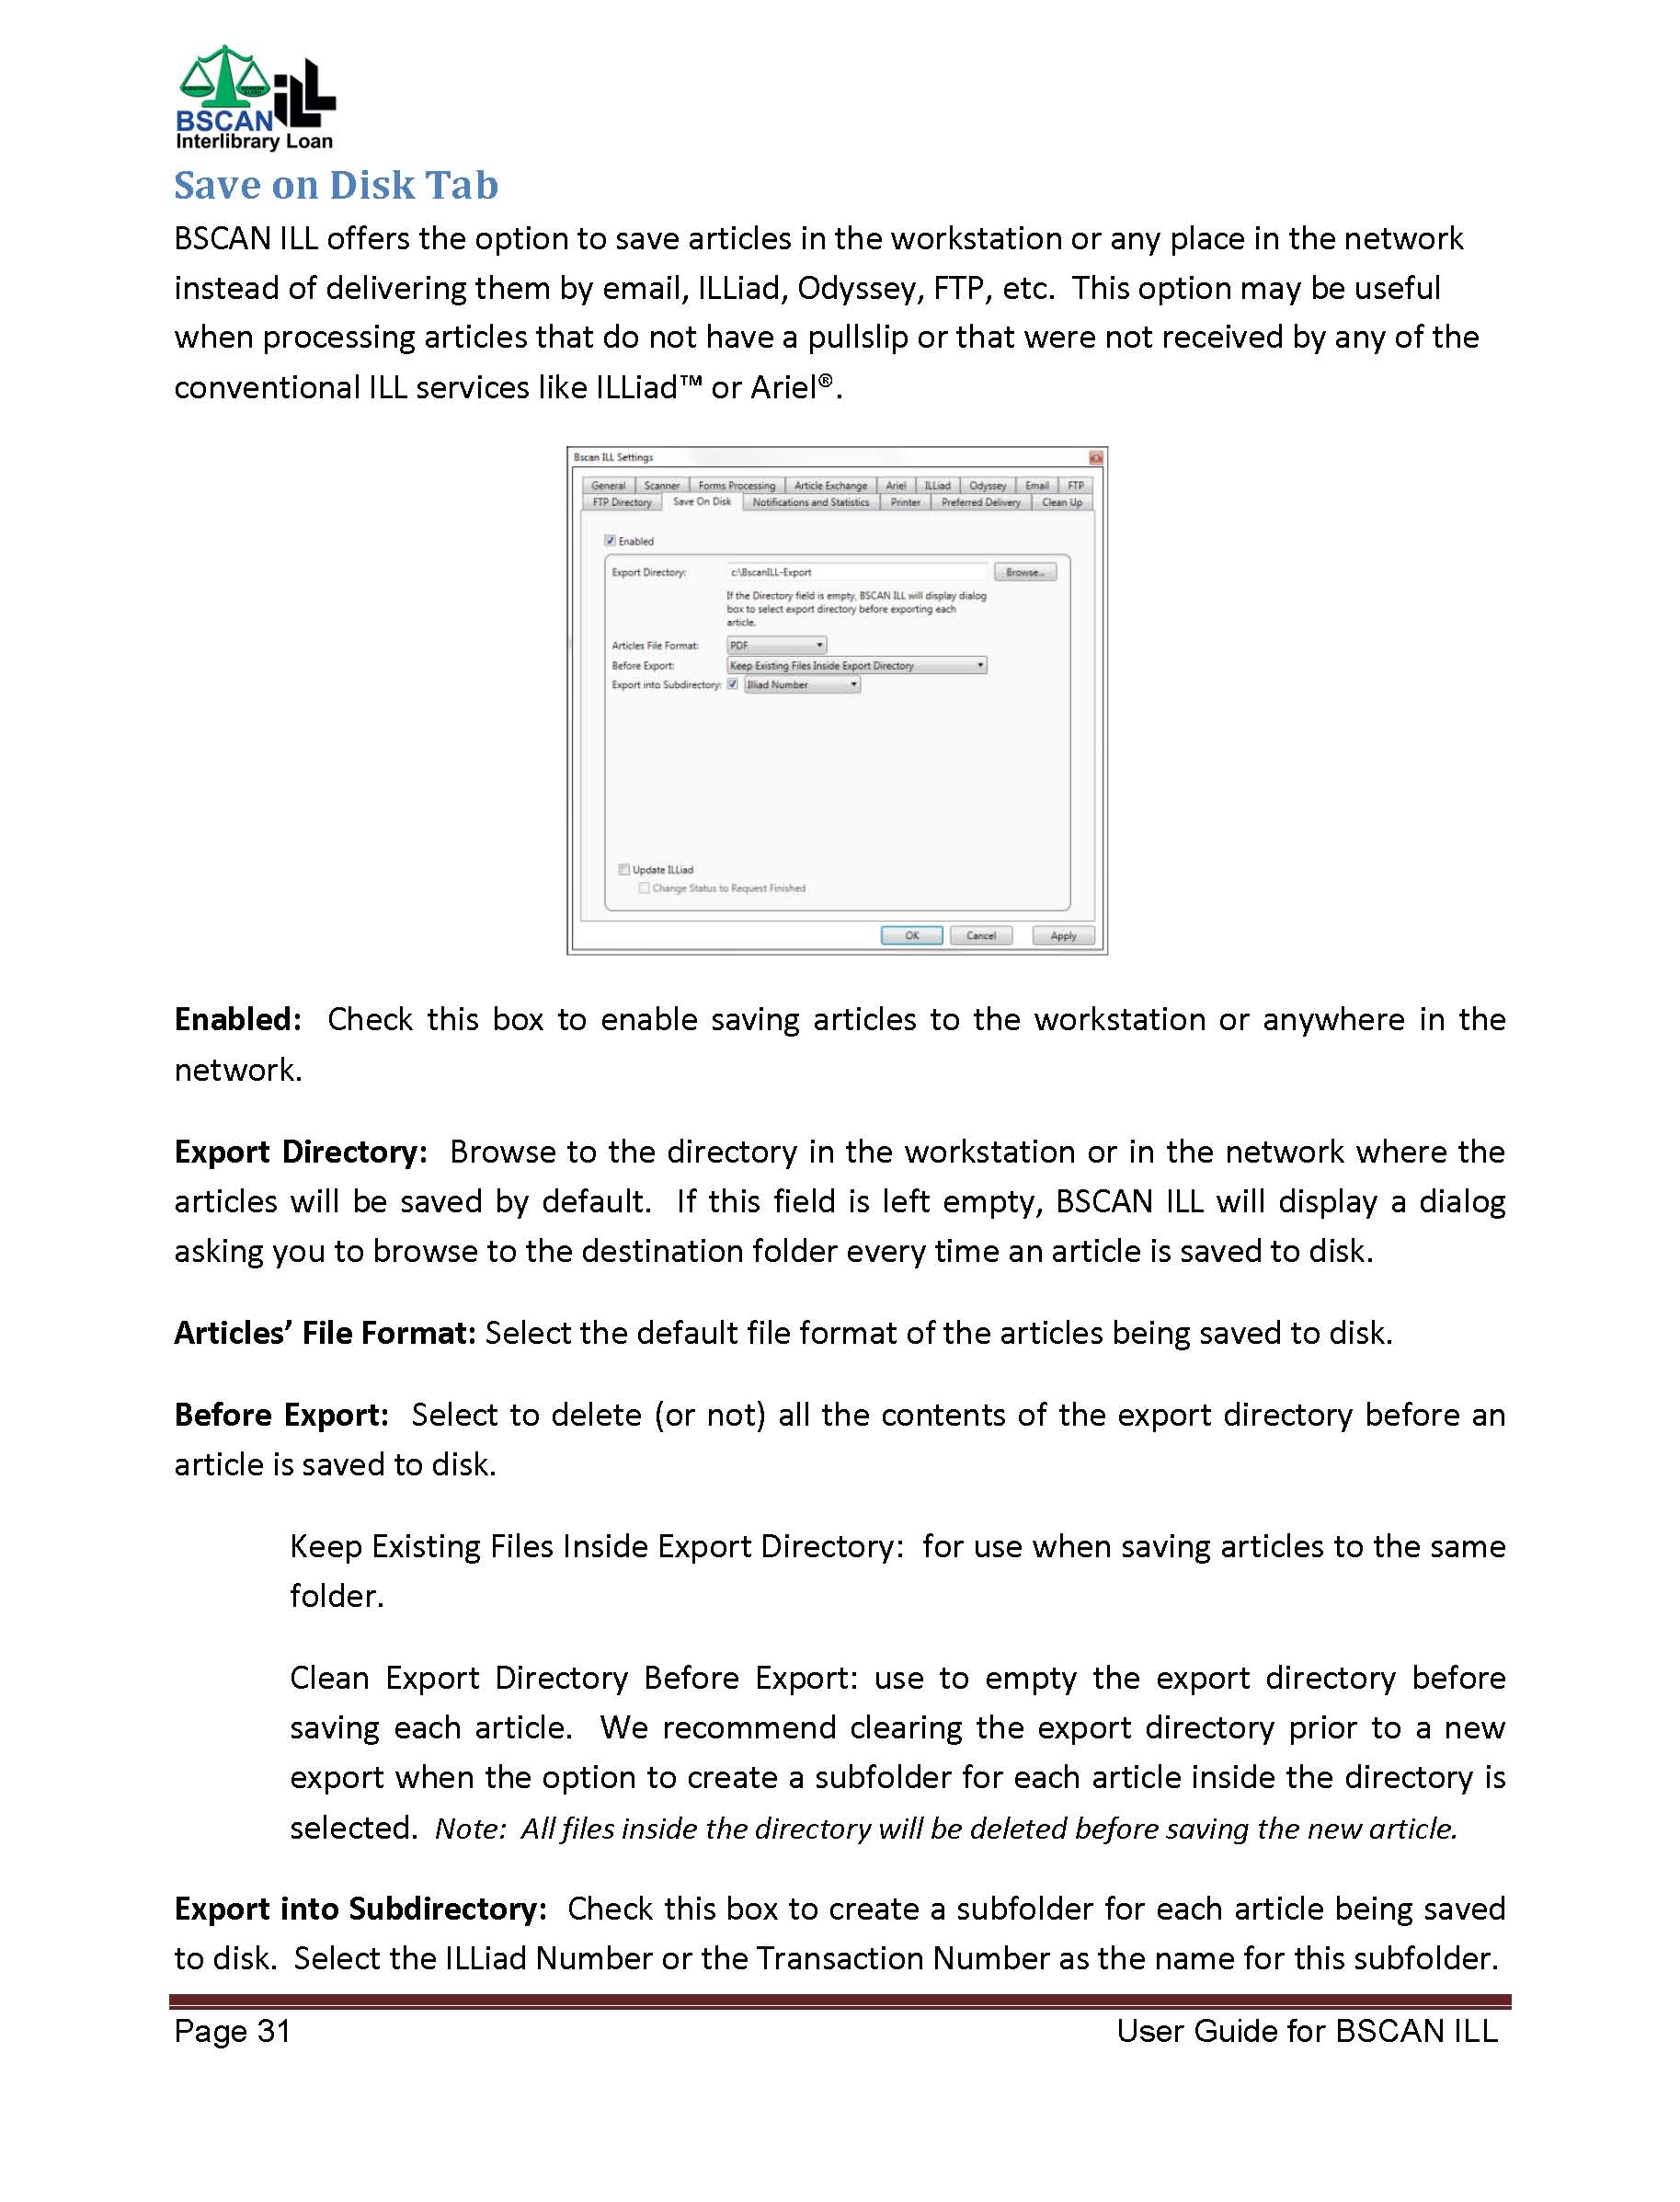 BSCAN ILL
Interlibrary Loan
Save on Disk Tab
BSCAN ILL offers the option to save articles in the workstation or any place in the network
instead of delivering them by email, ILLiad, Odyssey, FTP, etc.  This option may be useful
when processing articles that do not have a pullslip or that were not received by any of the
conventional ILL services like ILLiad™ or Ariel®.
Bscan ILL Settings
General Scanner Forms Processing Article Exchange Ariel ILLiad Odyssey Email FTP
FTP Directory Save On Disk Notifications and Statistics Printer Preferred Delivery Clean Up
Enabled
Export Directory: c:\BscanILL-Export Browse...
If the Directory field is empty, BSCAN ILL will display dialog
box to select export directory before exporting each
article.
Articles File Format: PDF
Before Export: Keep Existing Files Inside Export Directory
Export into Subdirectory: Illiad Number
Update ILLiad
Change Status to Request Finished
OK Cancel Apply
Enabled:  Check this box to enable saving articles to the workstation or anywhere in the
network.
Export Directory:  Browse to the directory in the workstation or in the network where the
articles will be saved by default.  If this field is left empty, BSCAN ILL will display a dialog
asking you to browse to the destination folder every time an article is saved to disk.
Articles’ File Format: Select the default file format of the articles being saved to disk.
Before Export:  Select to delete (or not) all the contents of the export directory before an
article is saved to disk.
Keep Existing Files Inside Export Directory:  for use when saving articles to the same
folder.
Clean Export Directory Before Export: use to empty the export directory before
saving each article.  We recommend clearing the export directory prior to a new
export when the option to create a subfolder for each article inside the directory is
selected.  Note:  All files inside the directory will be deleted before saving the new article.
Export into Subdirectory:  Check this box to create a subfolder for each article being saved
to disk.  Select the ILLiad Number or the Transaction Number as the name for this subfolder.
Page 31 User Guide for BSCAN ILL